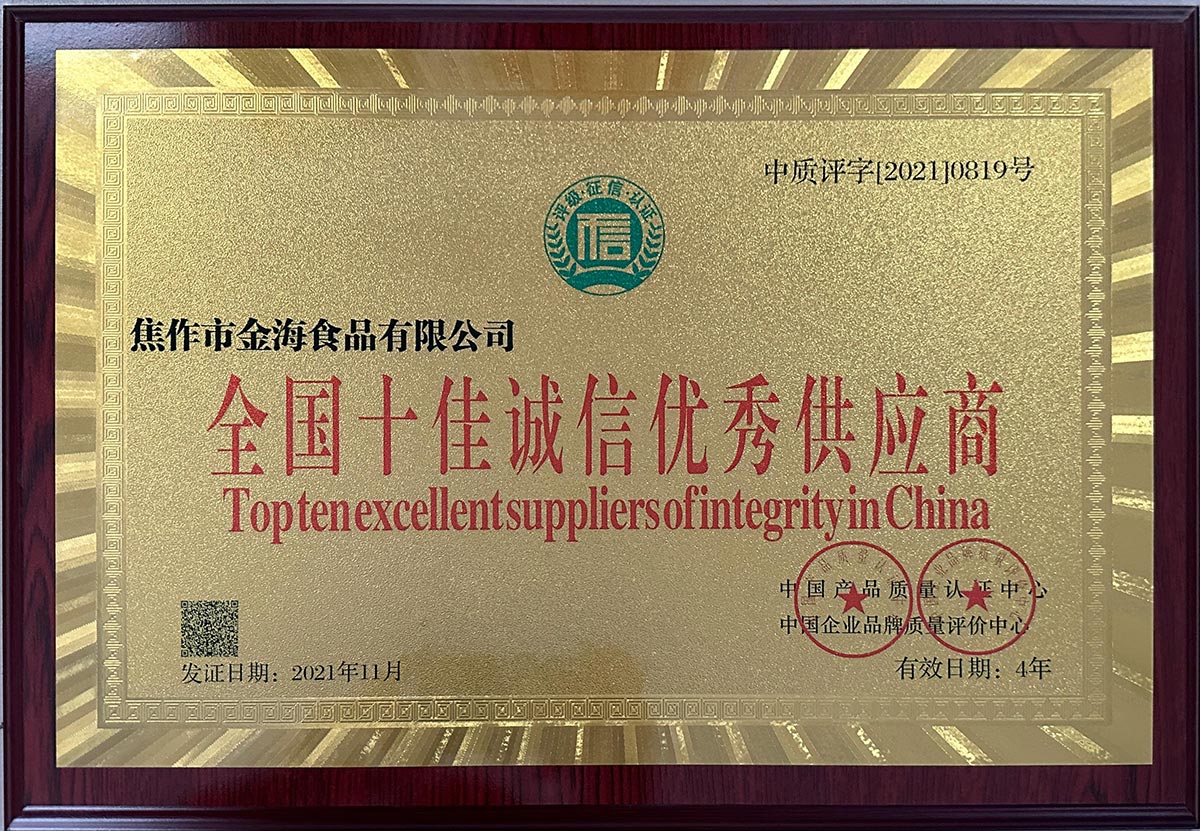 中质评字[2021]0819号
评级·征信·认证
信
焦作市金海食品有限公司
全国十佳诚信优秀供应商
Top ten excellent suppliers of integrity in China
中国产品质量认证中心
中国企业品牌质量评价中心
发证日期：2021年11月
有效日期：4年